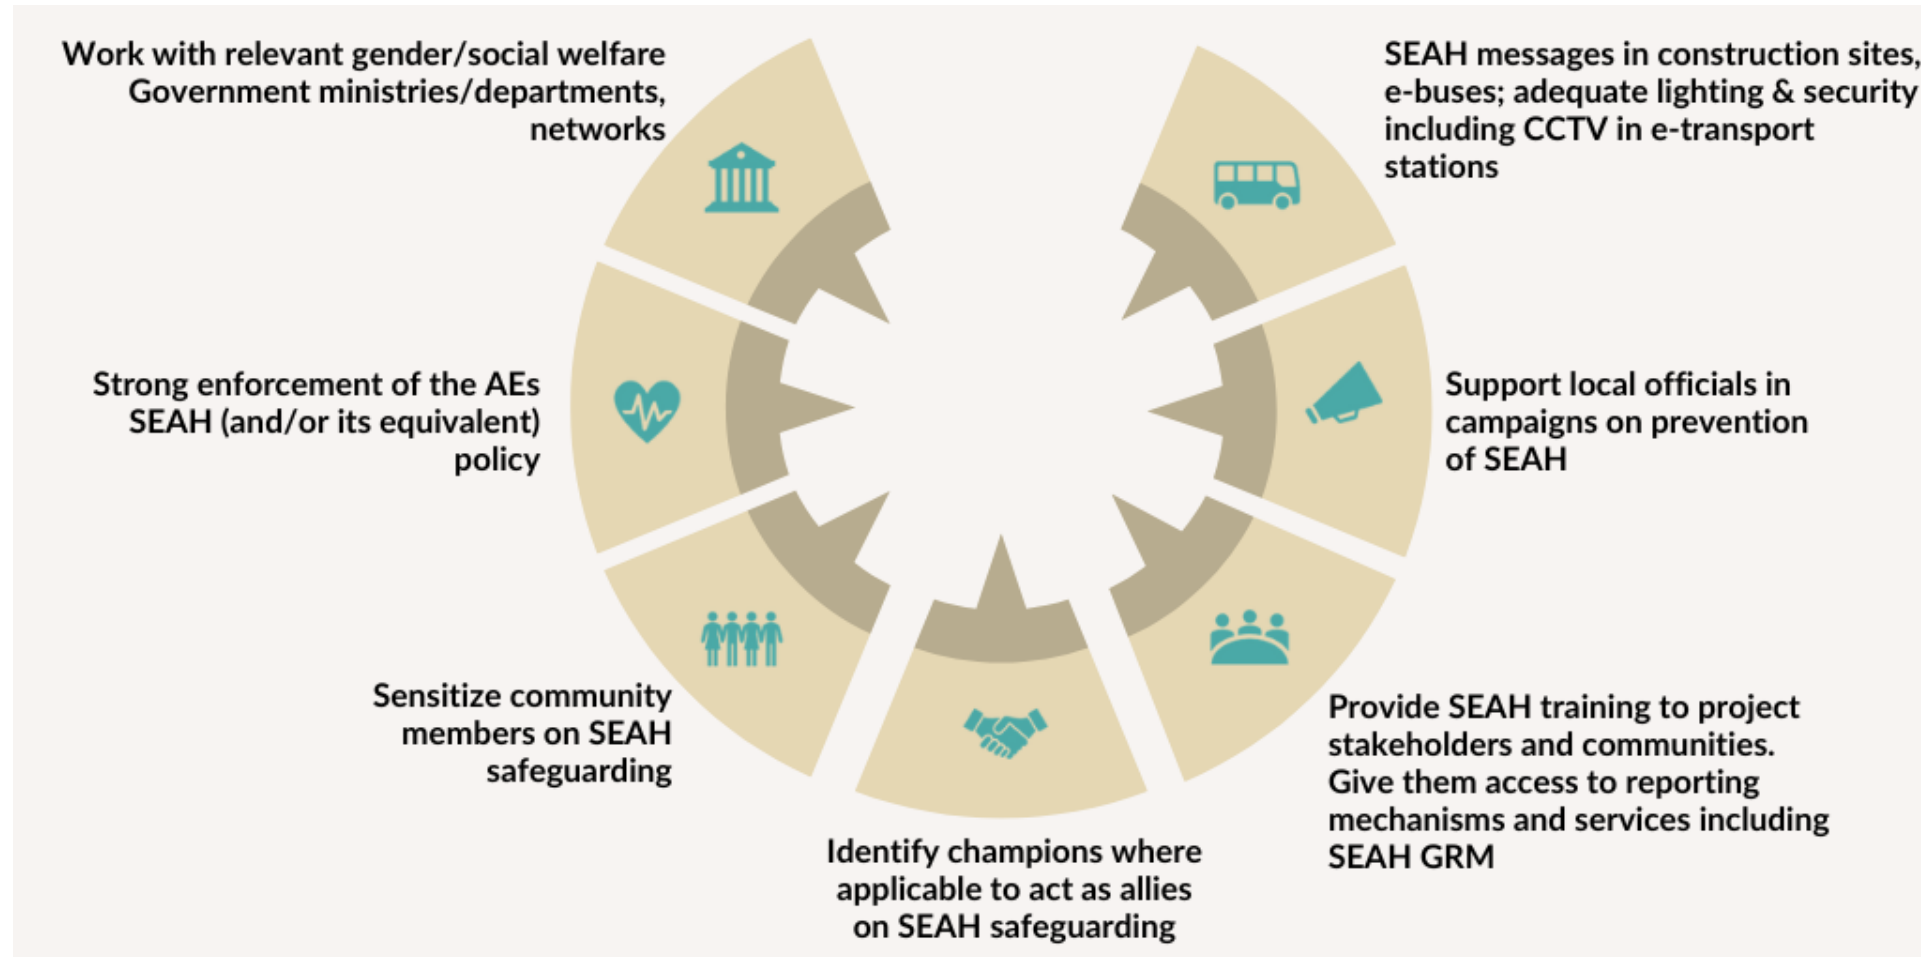 Work with relevant gender/social welfare
Government ministries/departments,
networks
SEAH messages in construction sites,
e-buses; adequate lighting & security
including CCTV in e-transport
stations
Strong enforcement of the AEs
SEAH (and/or its equivalent)
policy
Support local officials in
campaigns on prevention
of SEAH
Sensitize community
members on SEAH
safeguarding
Provide SEAH training to project
stakeholders and communities.
Give them access to reporting
mechanisms and services including
SEAH GRM
Identify champions where
applicable to act as allies
on SEAH safeguarding